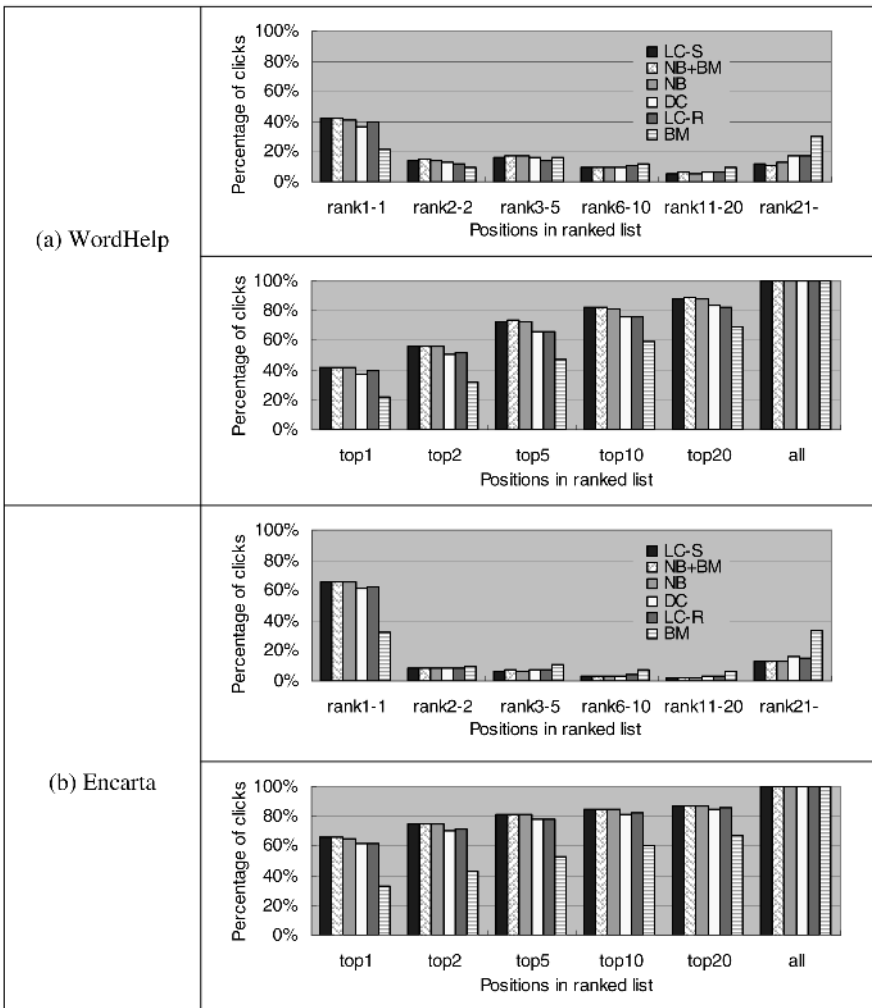 (a) WordHelp
Percentage of clicks
100%
80%
60%
40%
20%
0%
LC-S
NB+BM
NB
DC
LC-R
BM
rank1-1 rank2-2 rank3-5 rank6-10 rank11-20 rank21-
Positions in ranked list
Percentage of clicks
100%
80%
60%
40%
20%
0%
top1 top2 top5 top10 top20 all
Positions in ranked list
(b) Encarta
Percentage of clicks
100%
80%
60%
40%
20%
0%
LC-S
NB+BM
NB
DC
LC-R
BM
rank1-1 rank2-2 rank3-5 rank6-10 rank11-20 rank21-
Positions in ranked list
Percentage of clicks
100%
80%
60%
40%
20%
0%
top1 top2 top5 top10 top20 all
Positions in ranked list